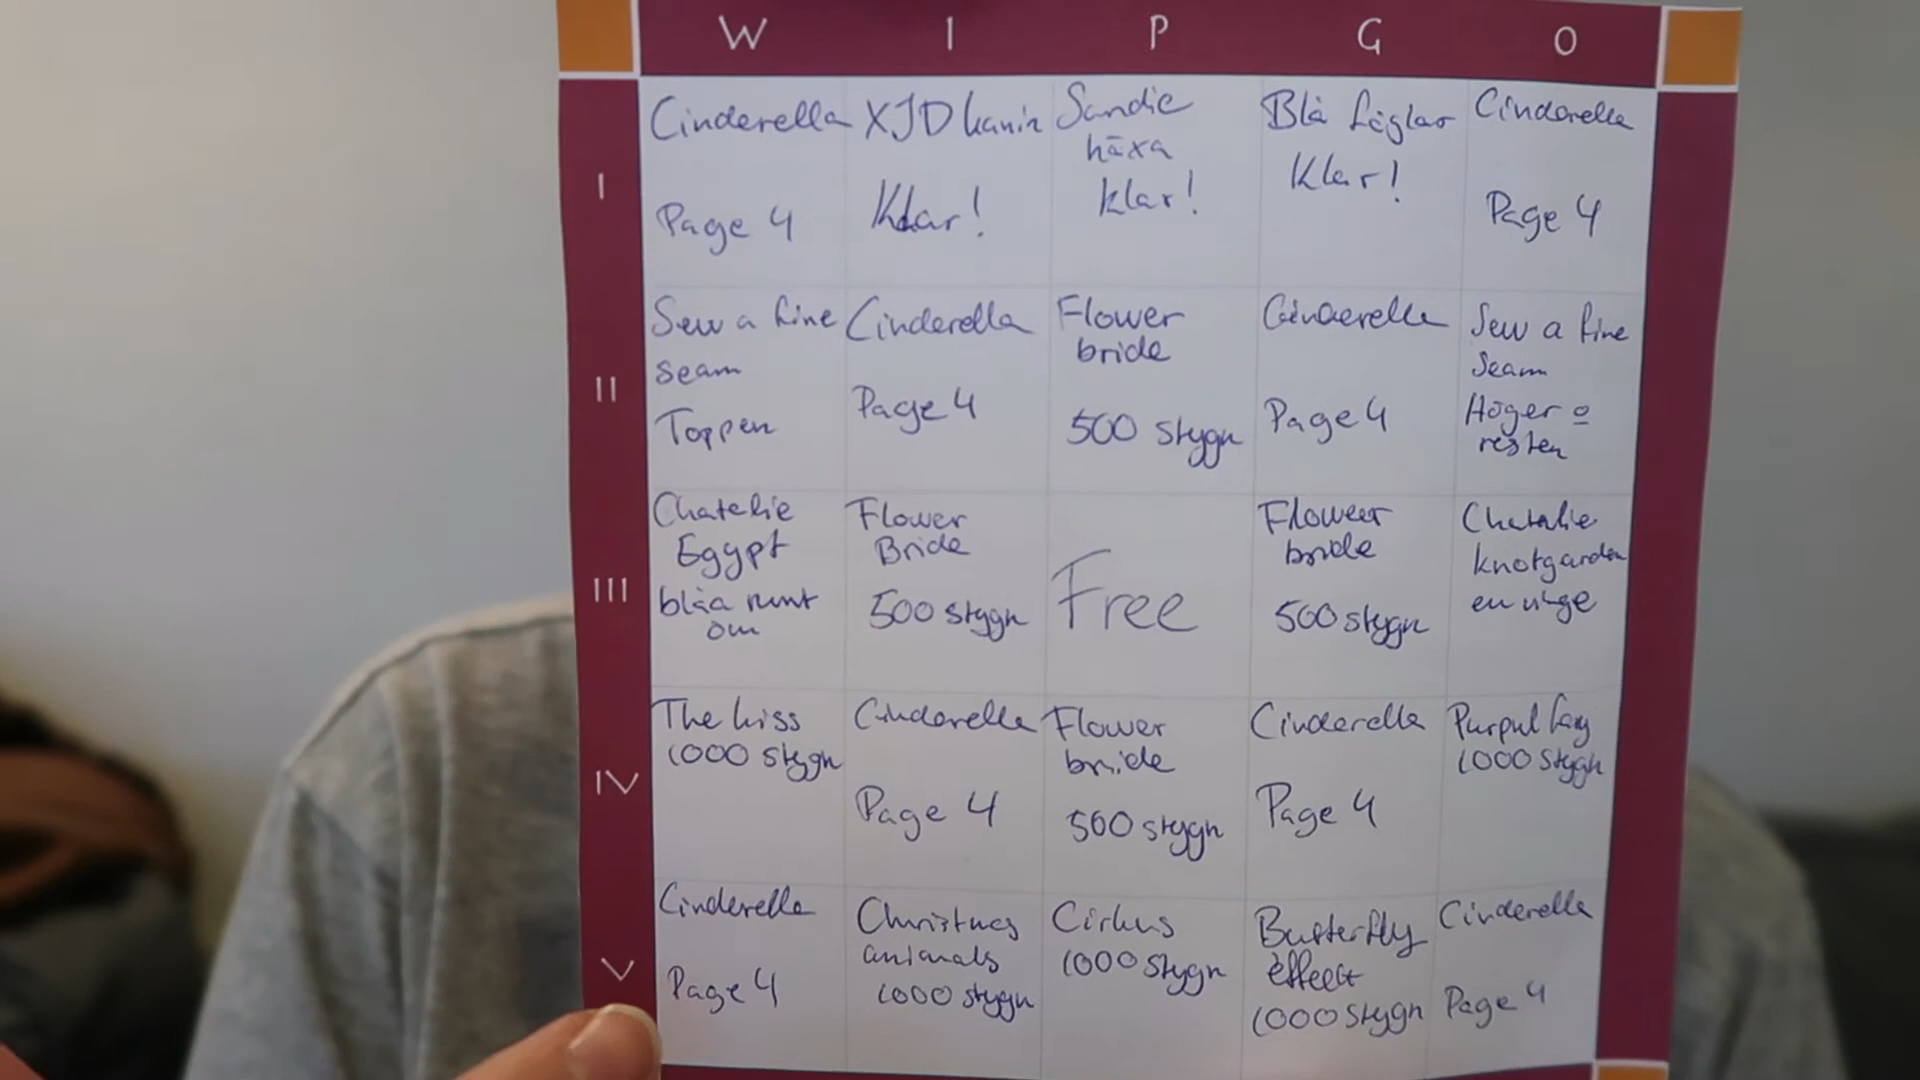 W I P G O
I
Cinderella
Page 4
XJD kanin
Klar!
Sandie
häxa
klar!
Blå fåglar
Klar!
Cinderella
Page 4
II
Sew a fine
seam
Toppen
Cinderella
Page 4
Flower
bride
500 stygn
Cinderella
Page 4
Sew a fine
seam
Höger o
resten
III
Chatelie
Egypt
blåa runt
om
Flower
Bride
500 stygn
Free
Floweer
bride
500 stygn
Chatelie
knotgarden
en
IV
The kiss
1000 stygn
Cinderella
Page 4
Flower
bride
500 stygn
Cinderella
Page 4
Purpul fay
1000 stygn
V
Cinderella
Page 4
Christmas
animals
1000 stygn
Cirkus
1000 stygn
Butterfly
effect
1000 stygn
Cinderella
Page 4